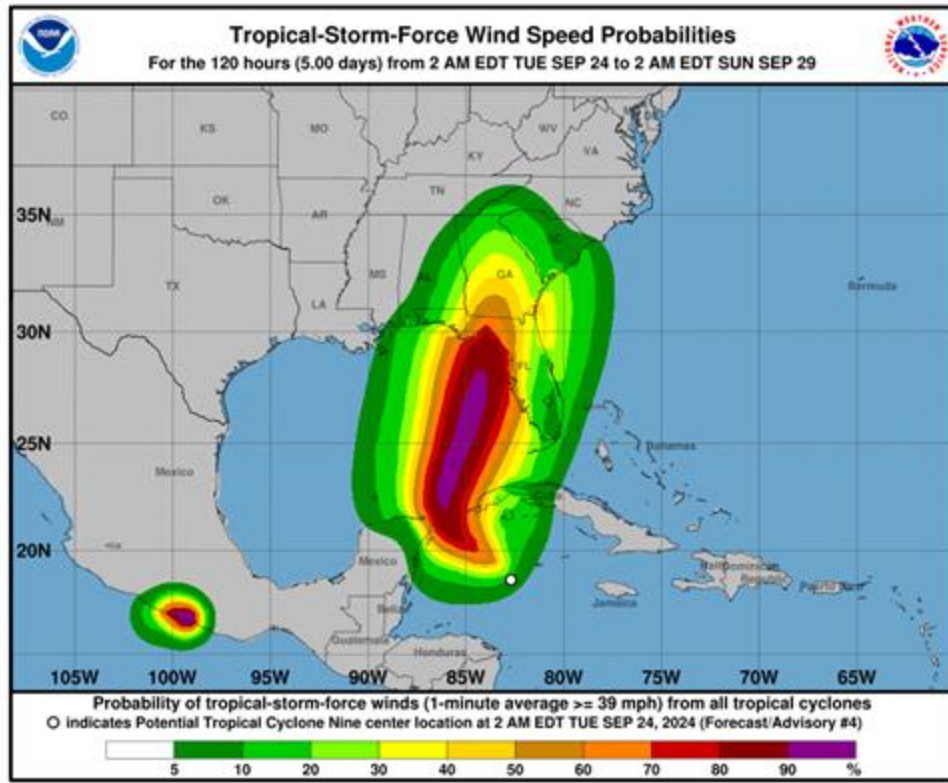 NOAA
Tropical-Storm-Force Wind Speed Probabilities
For the 120 hours (5.00 days) from 2 AM EDT TUE SEP 24 to 2 AM EDT SUN SEP 29
CO
KS
MO
WV
VA
KY
TN
NC
OK
AR
SC
35N
NM
MS
AL
GA
TX
LA
Bermuda
30N
FL
25N
Mexico
Bahamas
Cuba
20N
Mexico
Haiti
Dominican
Republic
Puerto Rico
Jamaica
Belize
Guatemala
Honduras
105W 100W 95W 90W 85W 80W 75W 70W 65W
Probability of tropical-storm-force winds (1-minute average >= 39 mph) from all tropical cyclones
indicates Potential Tropical Cyclone Nine center location at 2 AM EDT TUE SEP 24, 2024 (Forecast/Advisory #4)
5 10 20 30 40 50 60 70 80 90 %